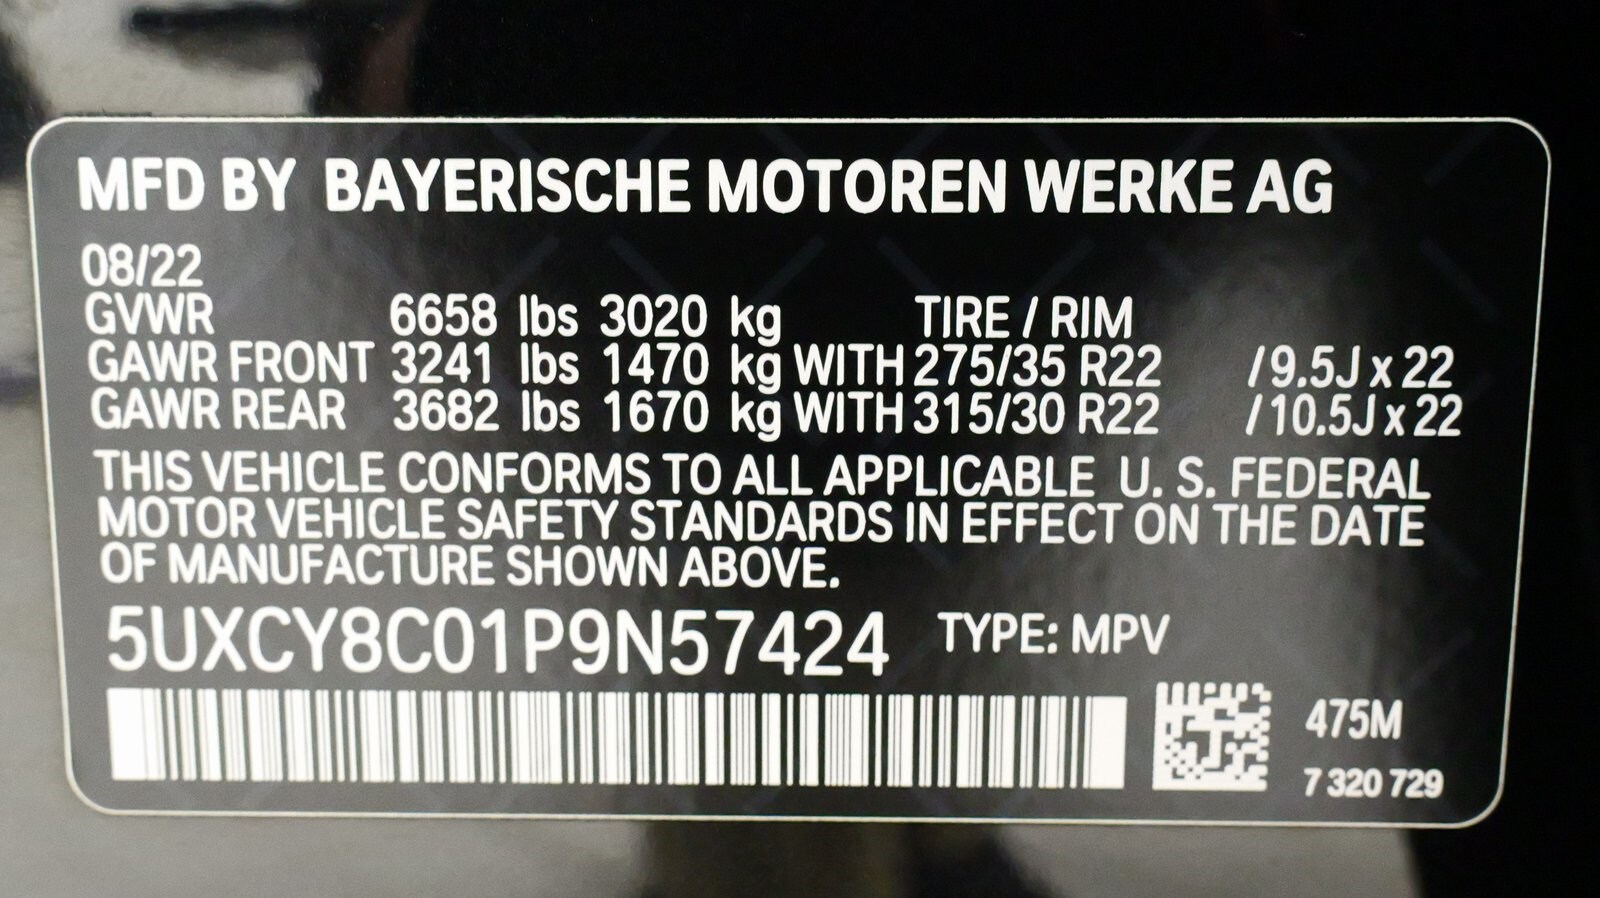 MFD BY BAYERISCHE MOTOREN WERKE AG
08/22
GVWR 6658 lbs 3020 kg TIRE / RIM
GAWR FRONT 3241 lbs 1470 kg WITH 275/35 R22 /9.5J x 22
GAWR REAR 3682 lbs 1670 kg WITH 315/30 R22 /10.5J x 22
THIS VEHICLE CONFORMS TO ALL APPLICABLE U. S. FEDERAL
MOTOR VEHICLE SAFETY STANDARDS IN EFFECT ON THE DATE
OF MANUFACTURE SHOWN ABOVE.
5UXCY8C01P9N57424 TYPE: MPV
475M
7 320 729